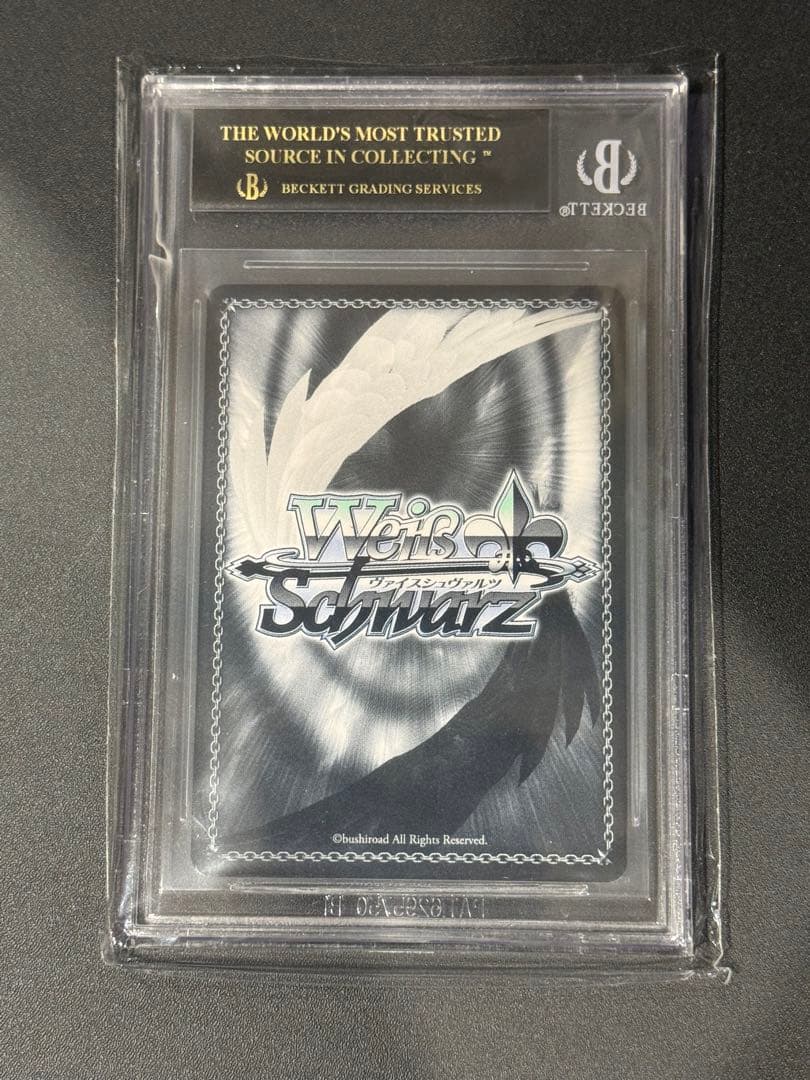 THE WORLD'S MOST TRUSTED
SOURCE IN COLLECTING ™
B BECKETT GRADING SERVICES
B
BECKETT®
Weiß
ヴァイスシュヴァルツ
Schwarz
©bushiroad All Rights Reserved.